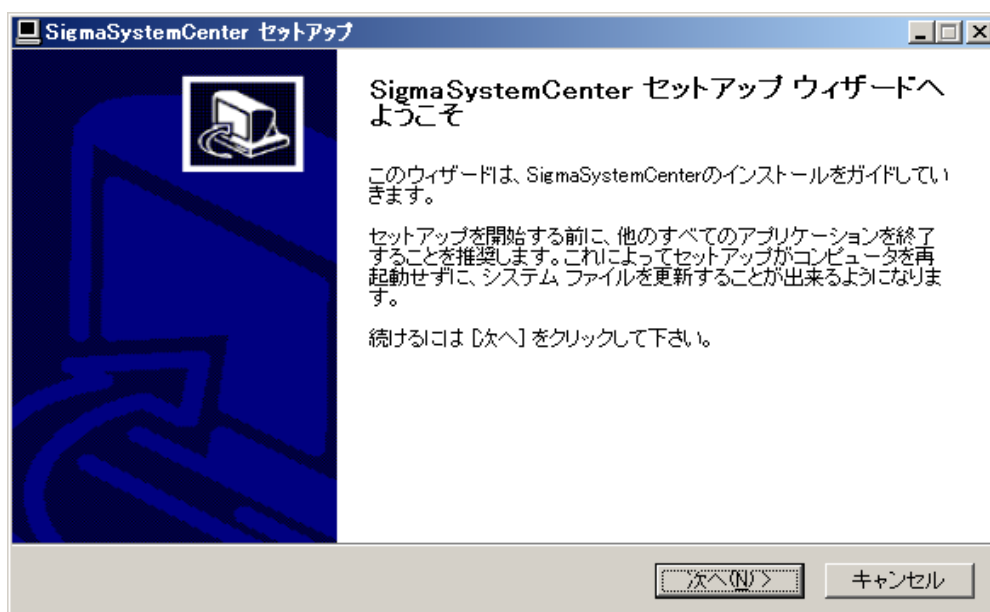 SigmaSystemCenter セットアップ
SigmaSystemCenter セットアップ ウィザードへ
ようこそ
このウィザードは、SigmaSystemCenterのインストールをガイドしてい
きます。
セットアップを開始する前に、他のすべてのアプリケーションを終了
することを推奨します。これによってセットアップがコンピュータを再
起動せずに、システム ファイルを更新することが出来るようになりま
す。
続けるには [次へ] をクリックして下さい。
次へ(N) >
キャンセル